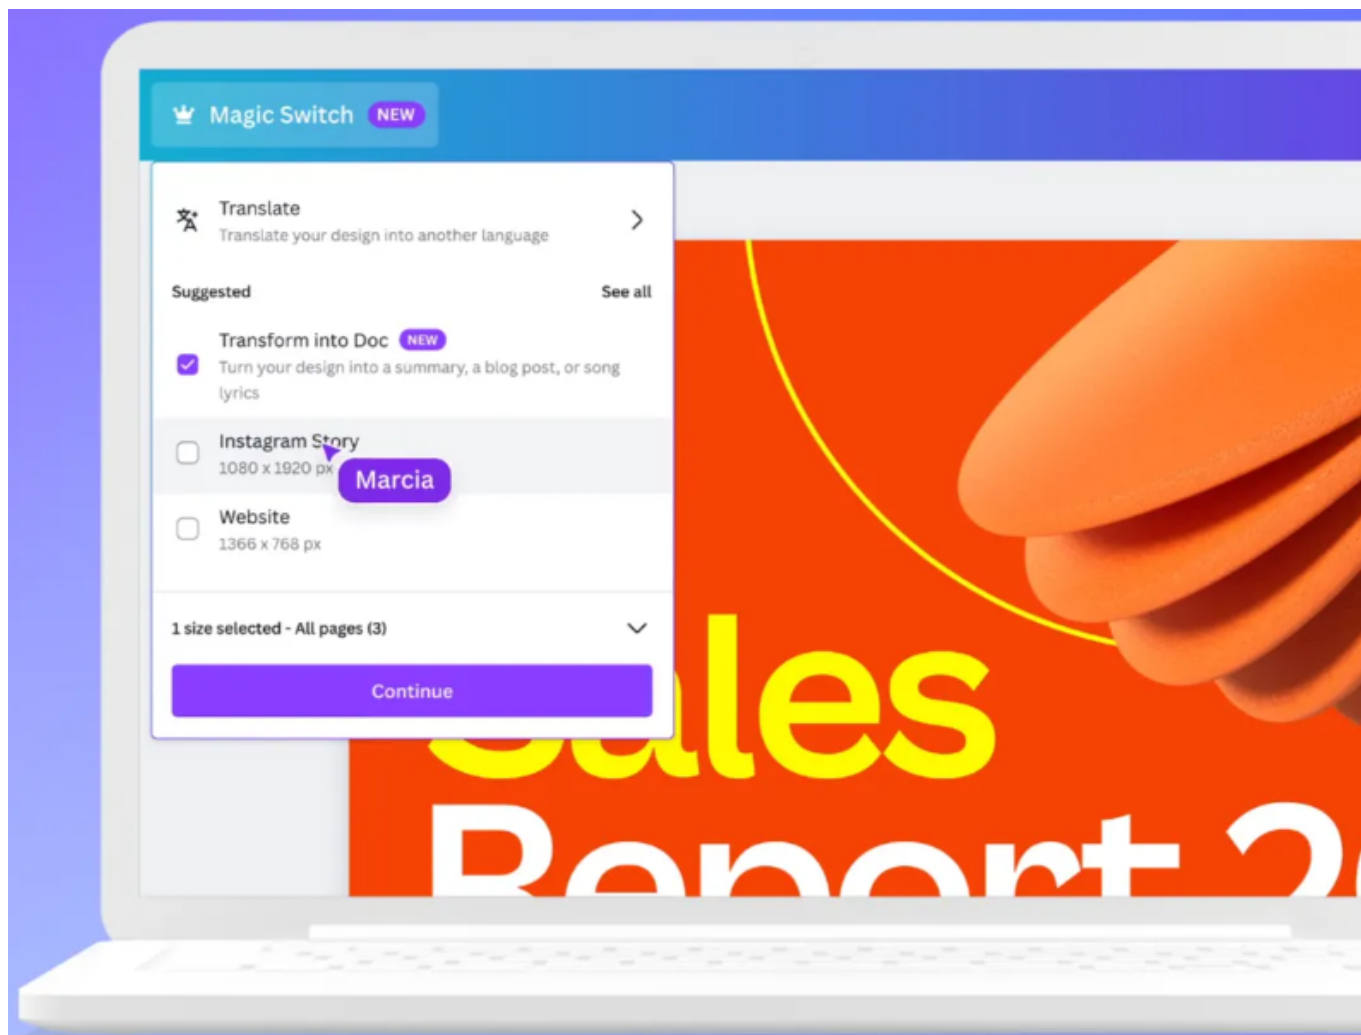 Magic Switch NEW
Translate
Translate your design into another language
Suggested See all
Transform into Doc NEW
Turn your design into a summary, a blog post, or song
lyrics
Instagram Story
1080 x 1920 px
Marcia
Website
1366 x 768 px
1 size selected - All pages (3)
Continue
Sales
Report 2